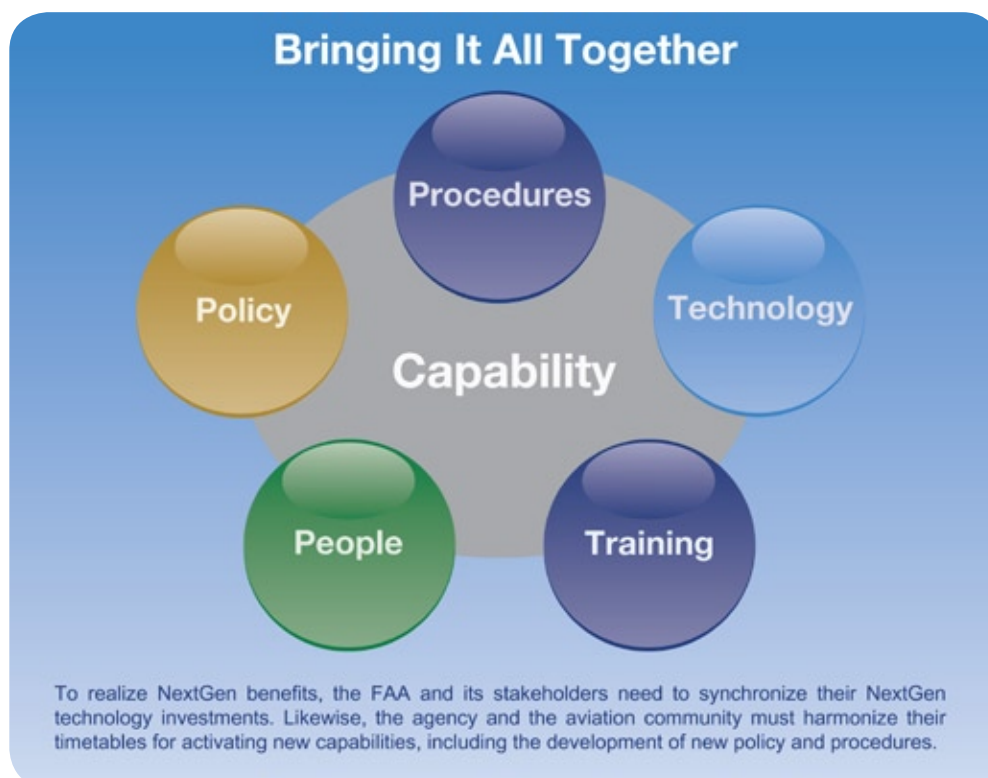 Bringing It All Together
Procedures
Policy
Technology
Capability
People
Training
To realize NextGen benefits, the FAA and its stakeholders need to synchronize their NextGen
technology investments. Likewise, the agency and the aviation community must harmonize their
timetables for activating new capabilities, including the development of new policy and procedures.